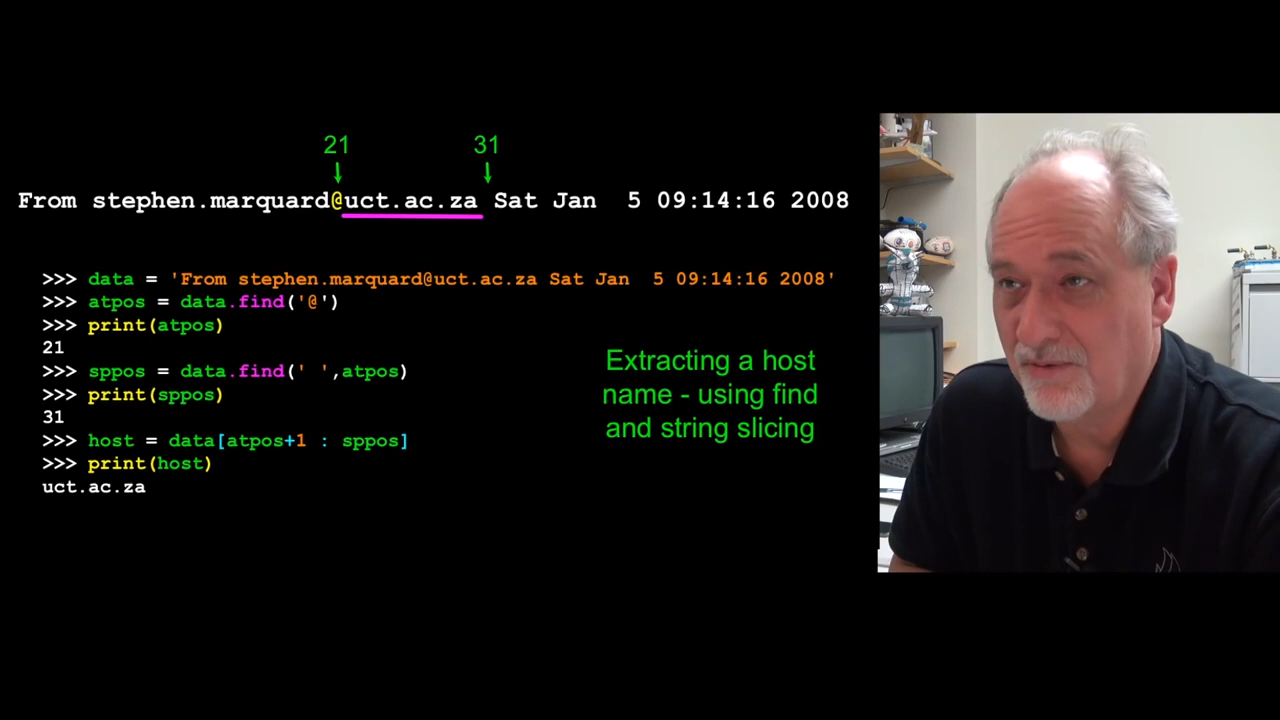 21 31
From stephen.marquard@uct.ac.za Sat Jan  5 09:14:16 2008
>>> data = 'From stephen.marquard@uct.ac.za Sat Jan  5 09:14:16 2008'
>>> atpos = data.find('@')
>>> print(atpos)
21
>>> sppos = data.find(' ',atpos)
>>> print(sppos)
31
>>> host = data[atpos+1 : sppos]
>>> print(host)
uct.ac.za
Extracting a host
name - using find
and string slicing